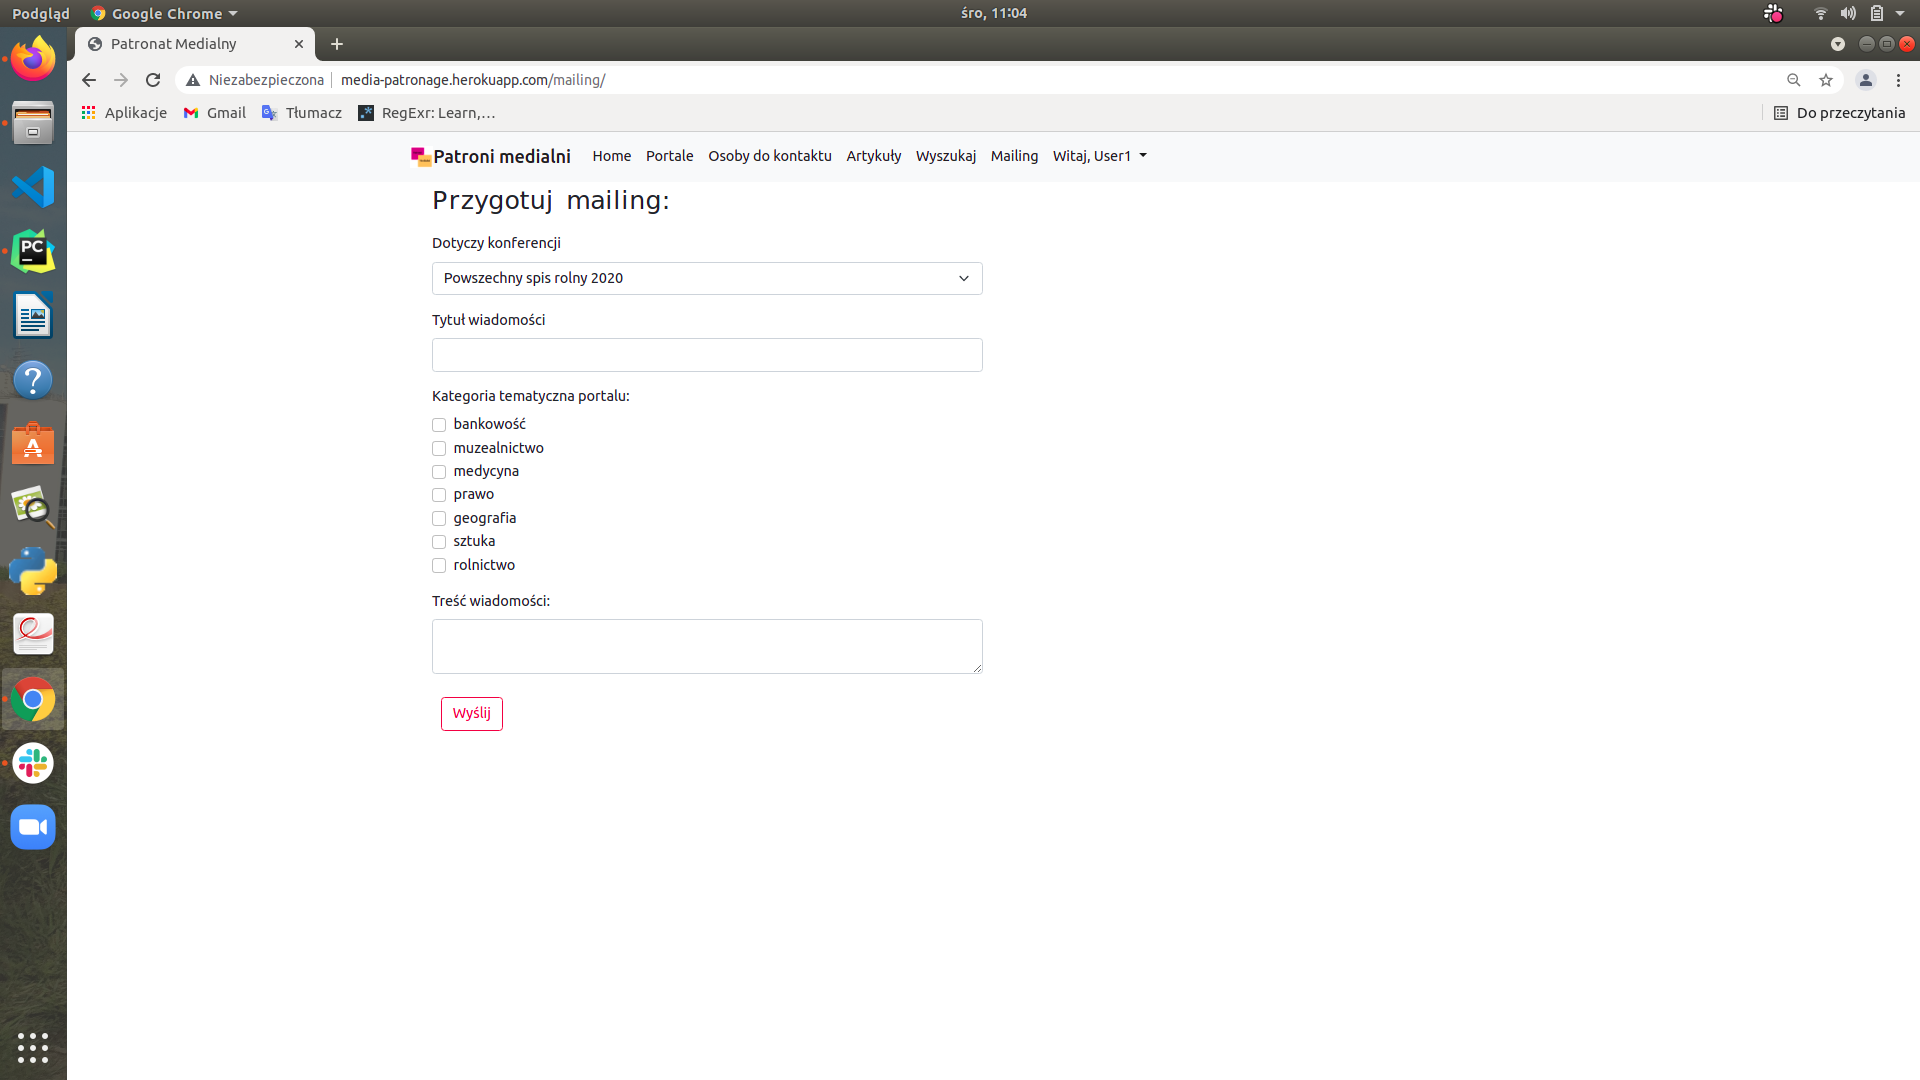 Podgląd
Google Chrome
śro, 11:04
Patronat Medialny
Niezabezpieczona
media-patronage.herokuapp.com/mailing/
Aplikacje
Gmail
Tłumacz
RegExr: Learn,…
Do przeczytania
Patroni medialni
Home
Portale
Osoby do kontaktu
Artykuły
Wyszukaj
Mailing
Witaj, User1
Przygotuj mailing:
Dotyczy konferencji
Powszechny spis rolny 2020
Tytuł wiadomości
Kategoria tematyczna portalu:
bankowość
muzealnictwo
medycyna
prawo
geografia
sztuka
rolnictwo
Treść wiadomości:
Wyślij
PC